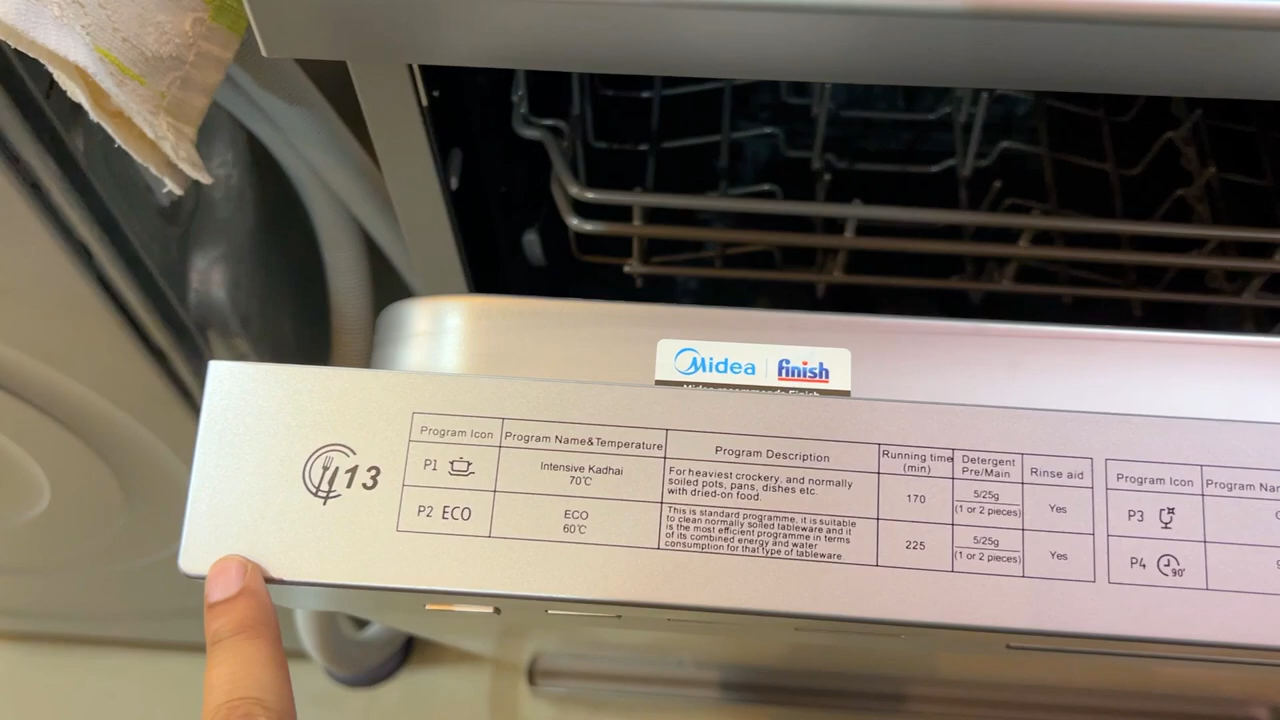 Midea finish
13
Program Icon Program Name&Temperature Program Description Running time (min) Detergent Pre/Main Rinse aid
P1 Intensive Kadhai 70℃ For heaviest crockery, and normally soiled pots, pans, dishes etc. with dried-on food. 170 5/25g (1 or 2 pieces) Yes
P2 ECO ECO 60℃ This is standard programme, it is suitable to clean normally soiled tableware and it is the most efficient programme in terms of its combined energy and water consumption for that type of tableware. 225 5/25g (1 or 2 pieces) Yes
Program Icon Program
P3
P4 90'